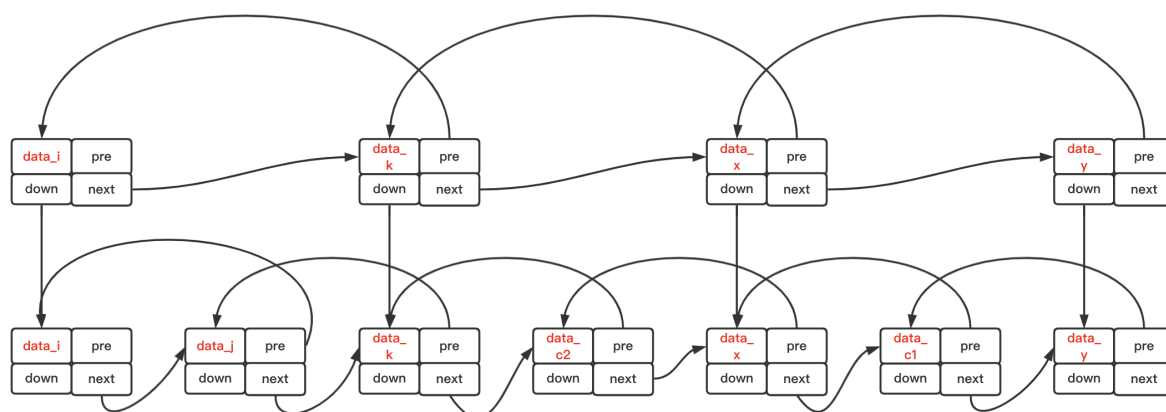 data_i pre
down next
data_
k
pre
down next
data_
x
pre
down next
data_
y
pre
down next
data_i pre
down next
data_j pre
down next
data_
k
pre
down next
data_
c2
pre
down next
data_
x
pre
down next
data_
c1
pre
down next
data_
y
pre
down next